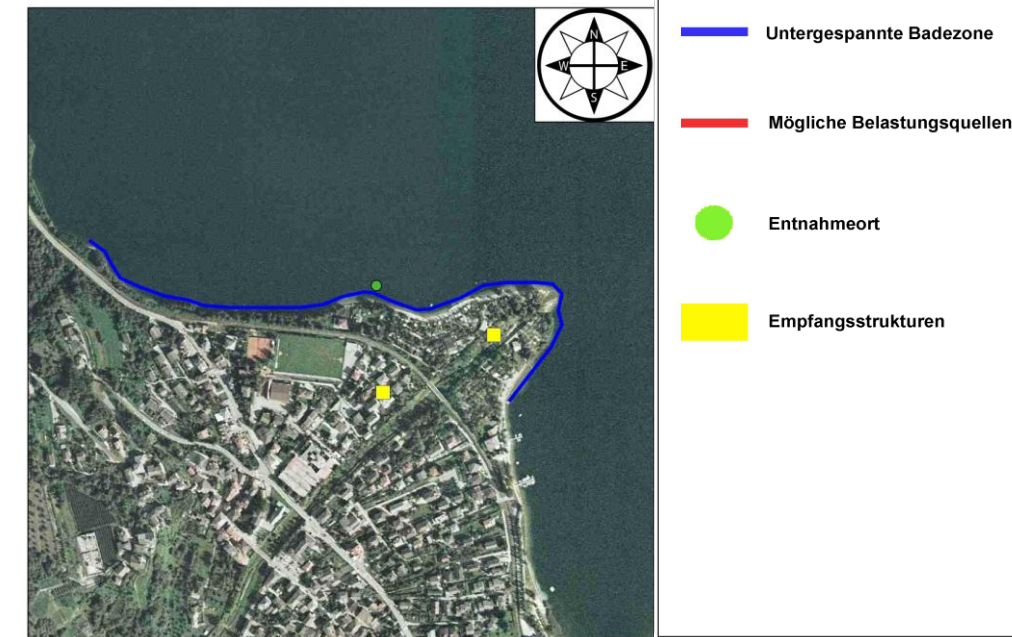 N
W E
S
Untergespannte Badezone
Mögliche Belastungsquellen
Entnahmeort
Empfangsstrukturen